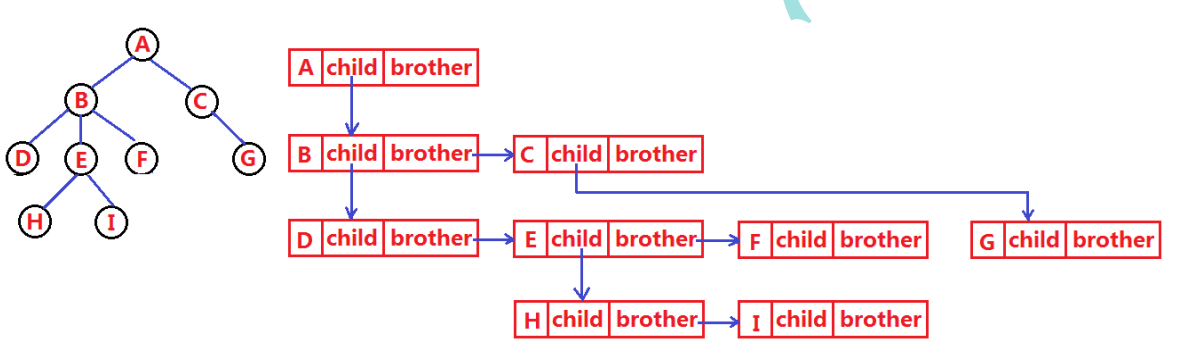 A
B C
D E F G
H I
A child brother
B child brother C child brother
D child brother E child brother F child brother G child brother
H child brother I child brother